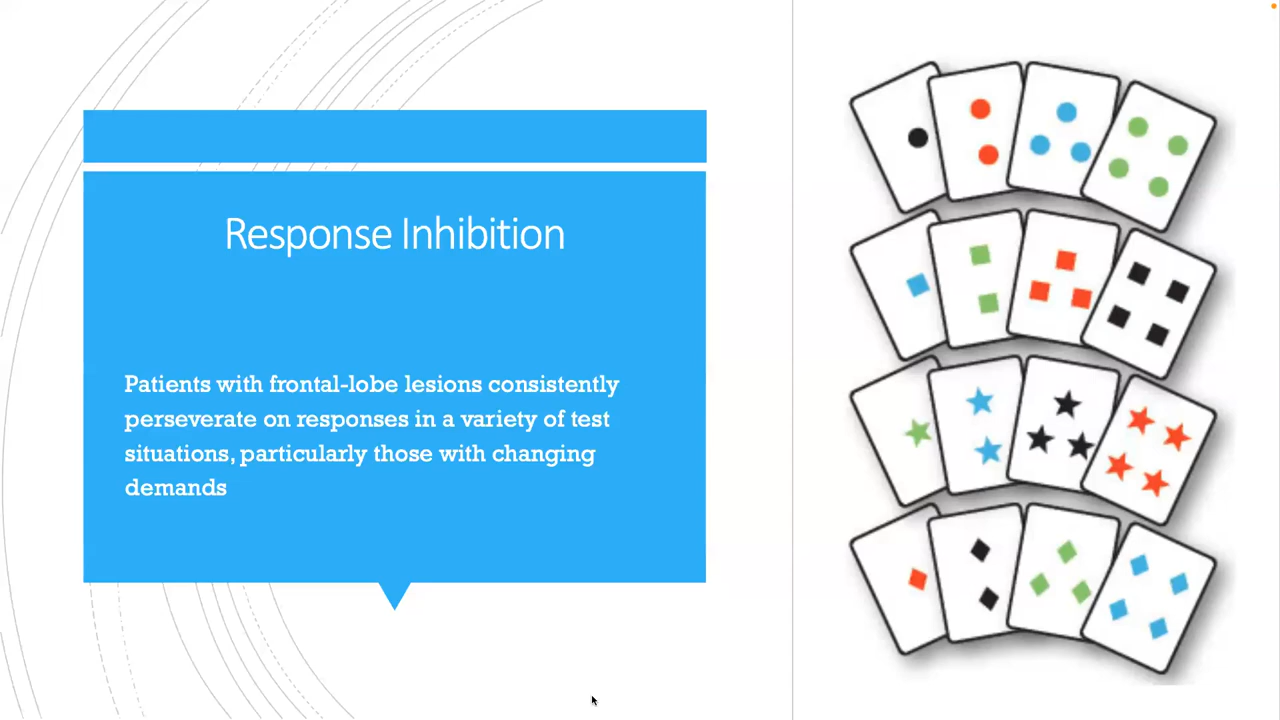 Response Inhibition
Patients with frontal-lobe lesions consistently
perseverate on responses in a variety of test
situations, particularly those with changing
demands